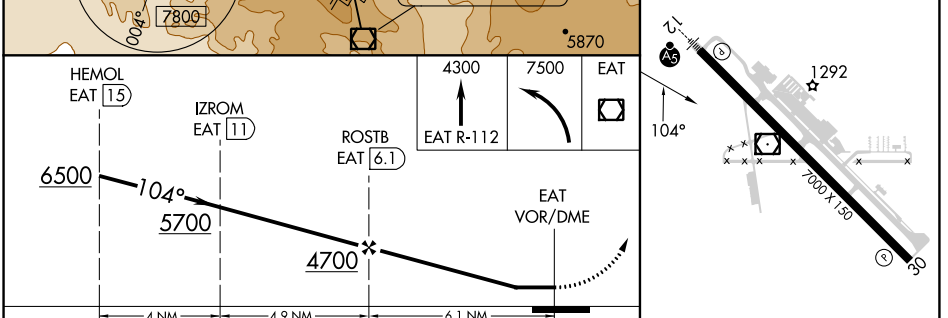 004°
7800
5870
HEMOL
EAT 15
IZROM
EAT 11
ROSTB
EAT 6.1
4300
EAT R-112
7500
EAT
6500
104°
5700
4700
EAT
VOR/DME
4 NM
4.9 NM
6.1 NM
12
P
A5
1292
104°
x x
x x x x x
7000 X 150
P
30